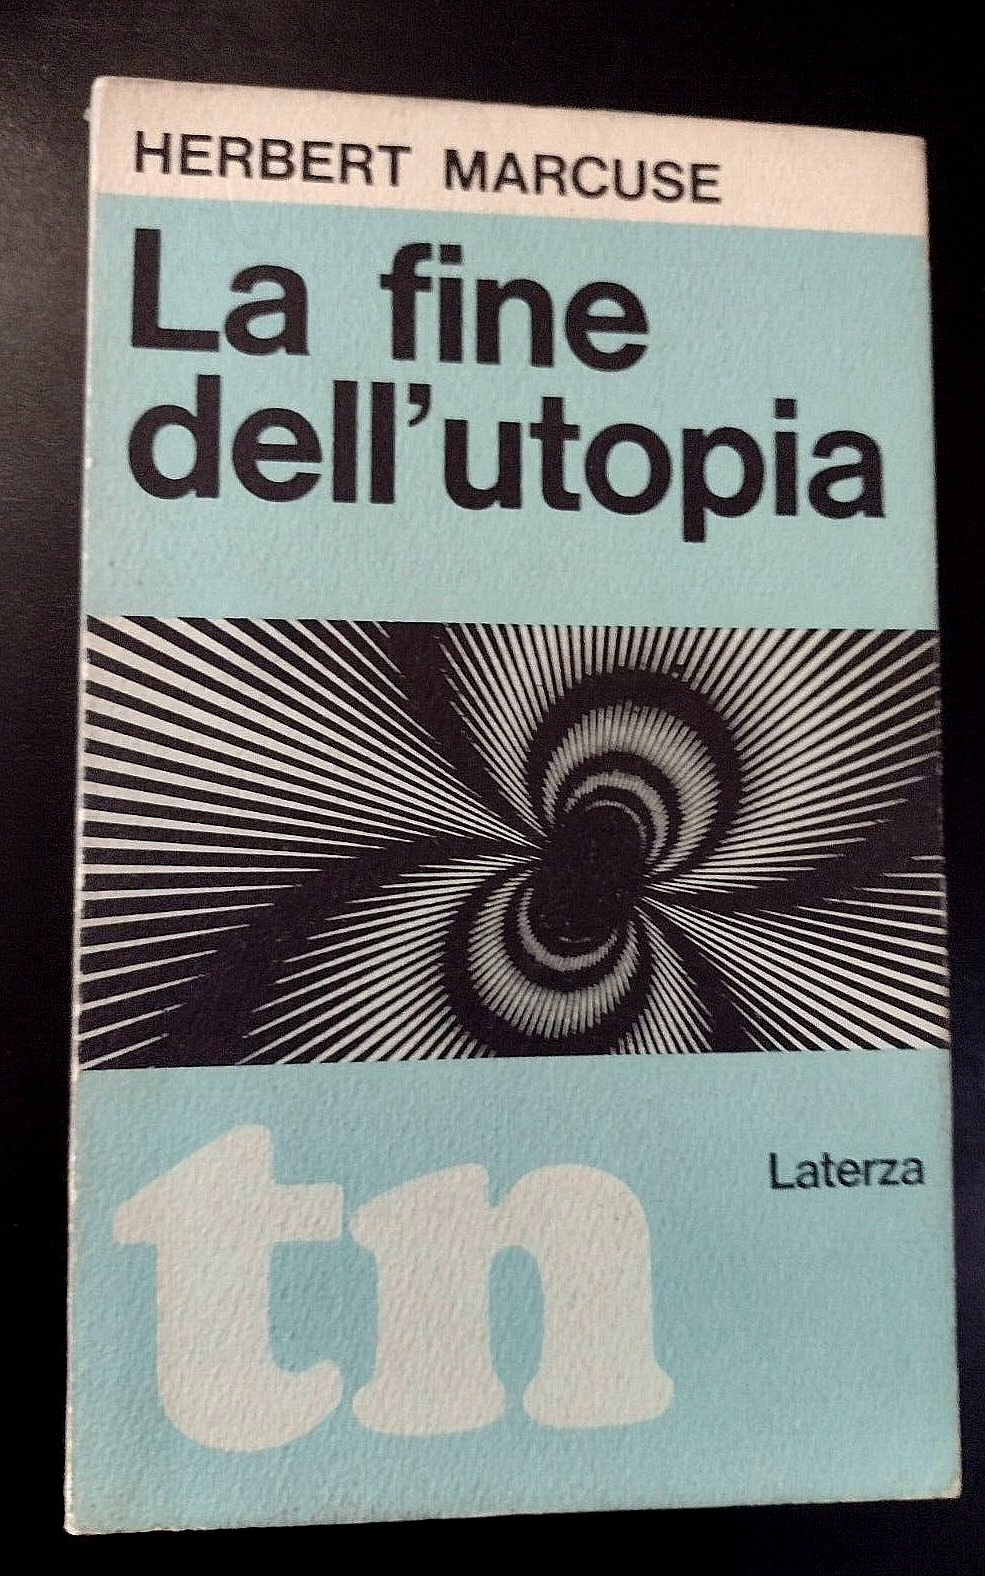 HERBERT MARCUSE
La fine
dell'utopia
tn
Laterza